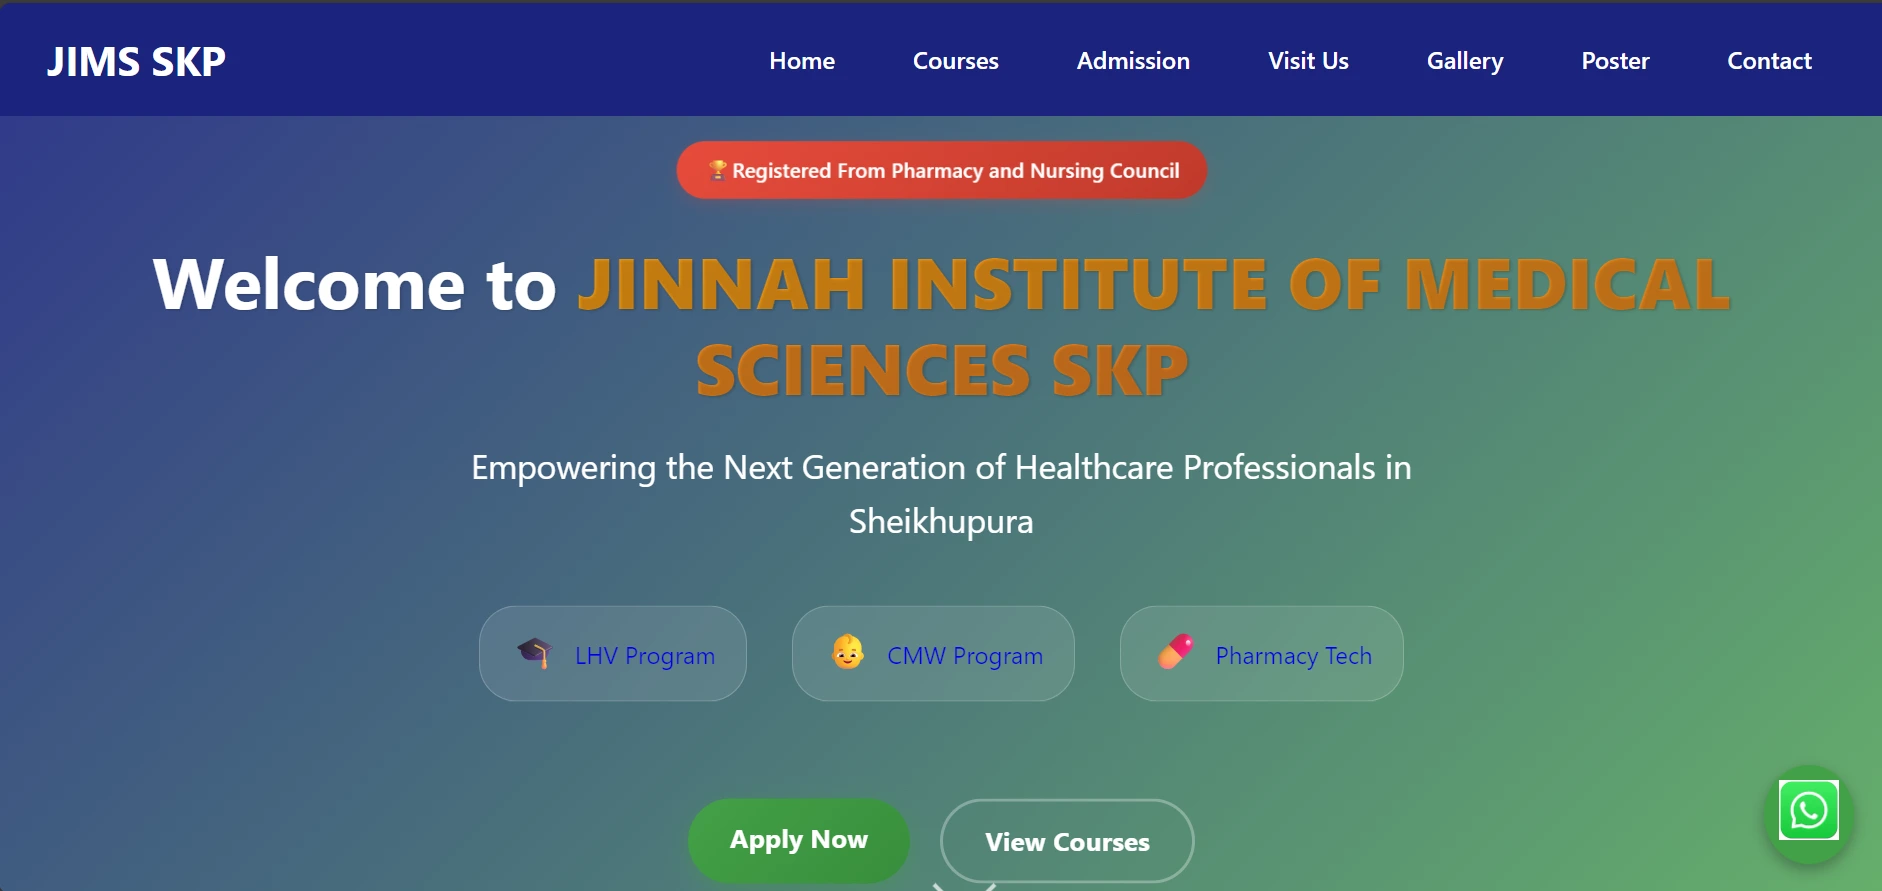 JIMS SKP
Home Courses Admission Visit Us Gallery Poster Contact
Registered From Pharmacy and Nursing Council
Welcome to JINNAH INSTITUTE OF MEDICAL
SCIENCES SKP
Empowering the Next Generation of Healthcare Professionals in
Sheikhupura
LHV Program
CMW Program
Pharmacy Tech
Apply Now
View Courses